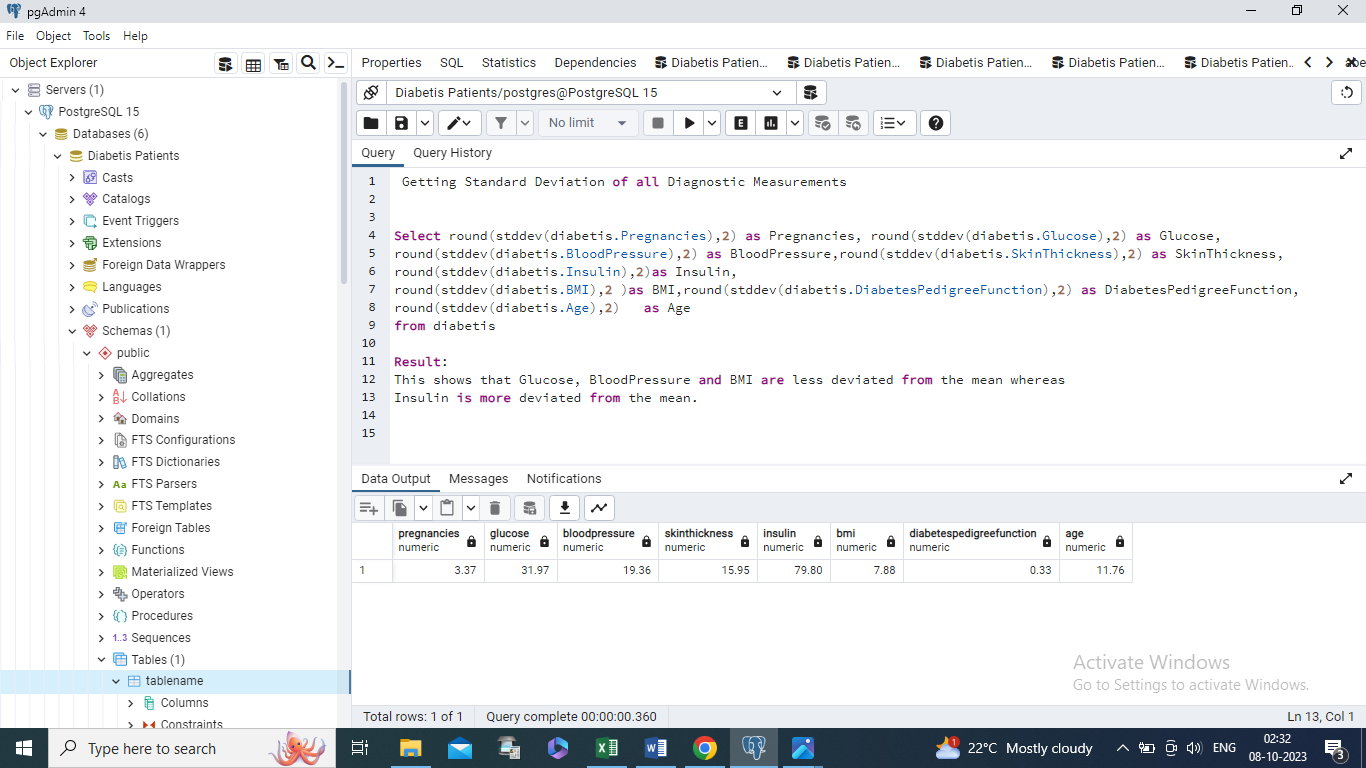 pgAdmin 4
File Object Tools Help
Object Explorer
Properties SQL Statistics Dependencies Diabetis Patien... Diabetis Patien... Diabetis Patien... Diabetis Patien... Diabetis Patien..
Servers (1)
PostgreSQL 15
Databases (6)
Diabetis Patients
Casts
Catalogs
Event Triggers
Extensions
Foreign Data Wrappers
Languages
Publications
Schemas (1)
public
Aggregates
Collations
Domains
FTS Configurations
FTS Dictionaries
Aa FTS Parsers
FTS Templates
Foreign Tables
Functions
Materialized Views
Operators
Procedures
1..3 Sequences
Tables (1)
tablename
Columns
Constraints
Diabetis Patients/postgres@PostgreSQL 15
No limit
E
Query Query History
1 Getting Standard Deviation of all Diagnostic Measurements
2
3
4 Select round(stddev(diabetis.Pregnancies),2) as Pregnancies, round(stddev(diabetis.Glucose),2) as Glucose,
5 round(stddev(diabetis.BloodPressure),2) as BloodPressure,round(stddev(diabetis.SkinThickness),2) as SkinThickness,
6 round(stddev(diabetis.Insulin),2)as Insulin,
7 round(stddev(diabetis.BMI),2 )as BMI,round(stddev(diabetis.DiabetesPedigreeFunction),2) as DiabetesPedigreeFunction,
8 round(stddev(diabetis.Age),2)   as Age
9 from diabetis
10
11 Result:
12 This shows that Glucose, BloodPressure and BMI are less deviated from the mean whereas
13 Insulin is more deviated from the mean.
14
15
Data Output Messages Notifications
pregnancies glucose bloodpressure skinthickness insulin bmi diabetespedigreefunction age
numeric numeric numeric numeric numeric numeric numeric numeric
1 3.37 31.97 19.36 15.95 79.80 7.88 0.33 11.76
Activate Windows
Go to Settings to activate Windows.
Total rows: 1 of 1 Query complete 00:00:00.360 Ln 13, Col 1
Type here to search
1 22°C Mostly cloudy ENG
02:32
08-10-2023
3